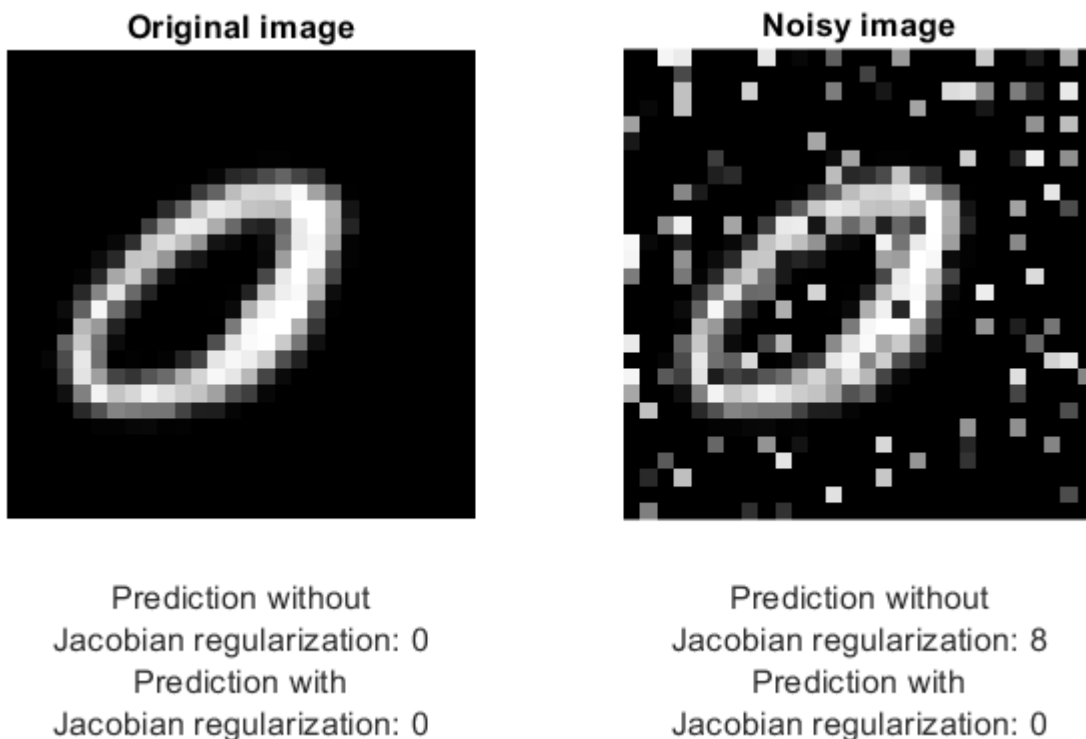 Original image
Noisy image
Prediction without
Jacobian regularization: 0
Prediction with
Jacobian regularization: 0
Prediction without
Jacobian regularization: 8
Prediction with
Jacobian regularization: 0